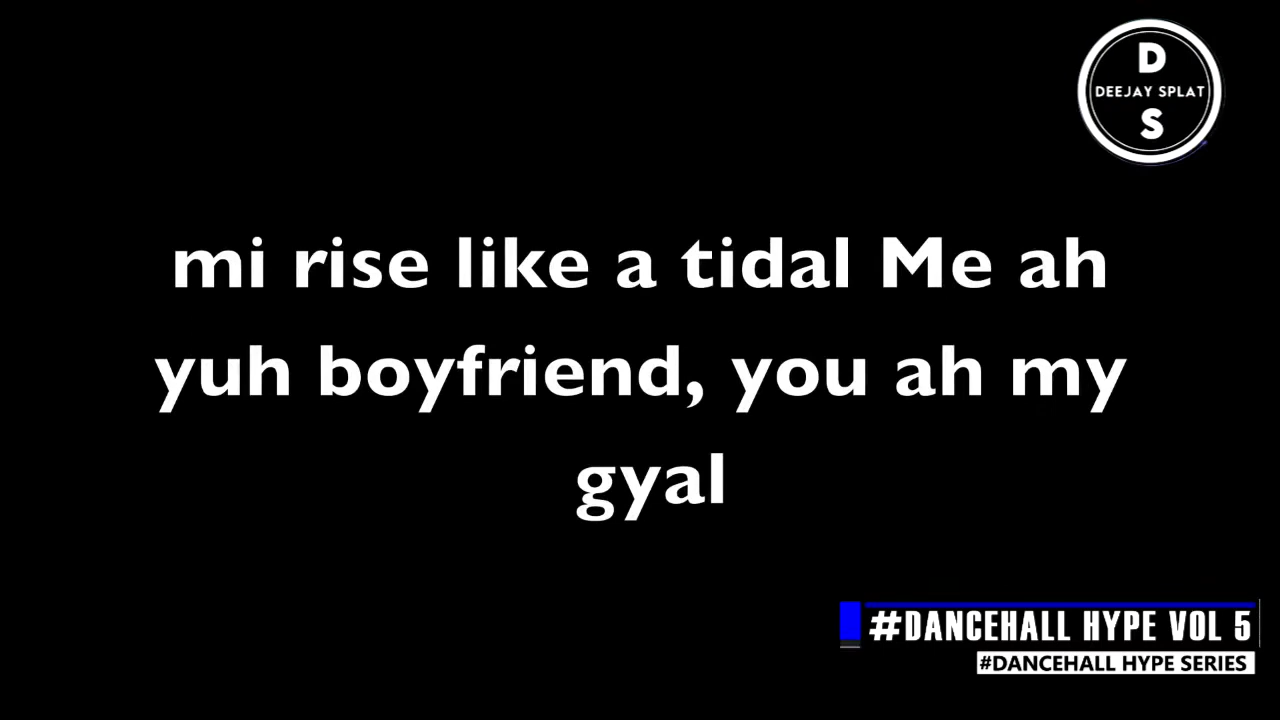 D
DEEJAY SPLAT
S
mi rise like a tidal Me ah
yuh boyfriend, you ah my
gyal
#DANCEHALL HYPE VOL 5
#DANCEHALL HYPE SERIES